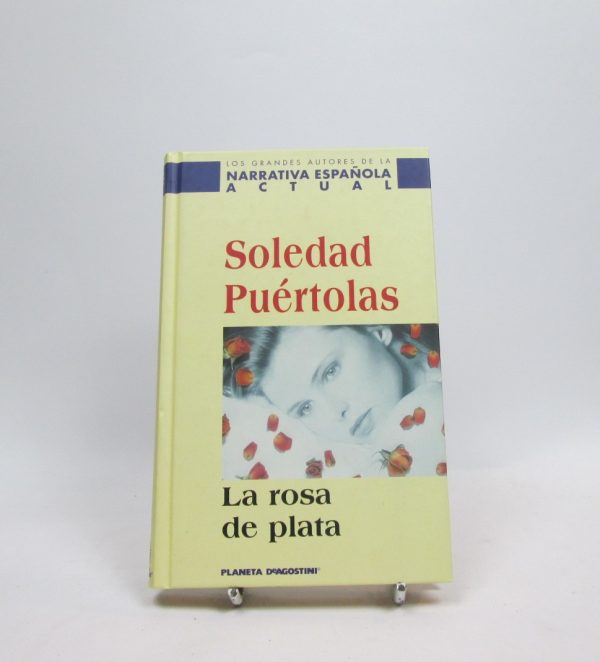 LOS GRANDES AUTORES DE LA
NARRATIVA ESPAÑOLA
ACTUAL
Soledad
Puértolas
La rosa
de plata
PLANETA DEAGOSTINI®